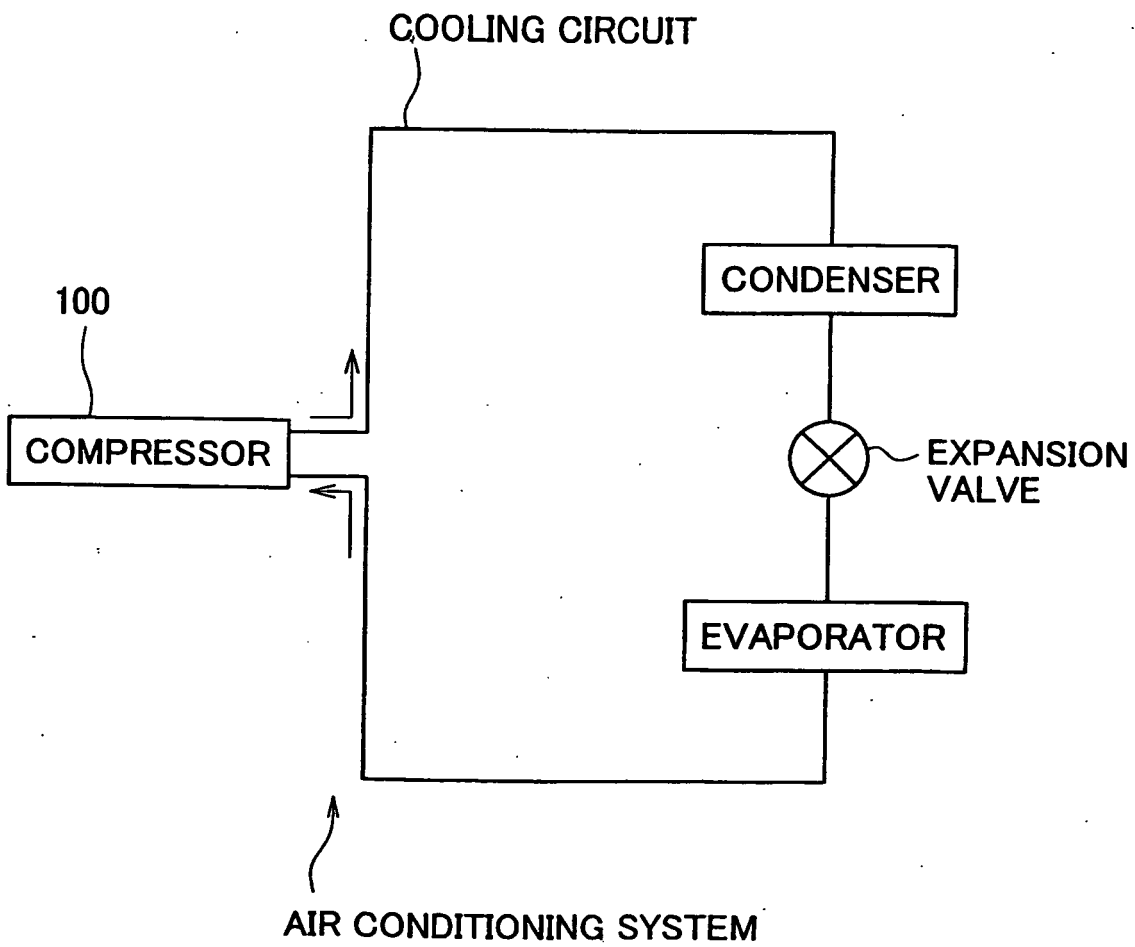 COOLING CIRCUIT
CONDENSER
100
COMPRESSOR
EXPANSION
VALVE
EVAPORATOR
AIR CONDITIONING SYSTEM